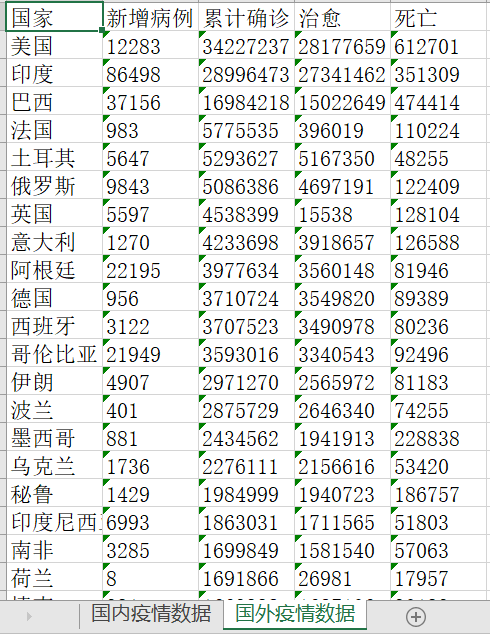 国家 新增病例 累计确诊 治愈 死亡
美国 12283 34227237 28177659 612701
印度 86498 28996473 27341462 351309
巴西 37156 16984218 15022649 474414
法国 983 5775535 396019 110224
土耳其 5647 5293627 5167350 48255
俄罗斯 9843 5086386 4697191 122409
英国 5597 4538399 15538 128104
意大利 1270 4233698 3918657 126588
阿根廷 22195 3977634 3560148 81946
德国 956 3710724 3549820 89389
西班牙 3122 3707523 3490978 80236
哥伦比亚 21949 3593016 3340543 92496
伊朗 4907 2971270 2565972 81183
波兰 401 2875729 2646340 74255
墨西哥 881 2434562 1941913 228838
乌克兰 1736 2276111 2156616 53420
秘鲁 1429 1984999 1940723 186757
印度尼西 6993 1863031 1711565 51803
南非 3285 1699849 1581540 57063
荷兰 8 1691866 26981 17957
国内疫情数据 国外疫情数据